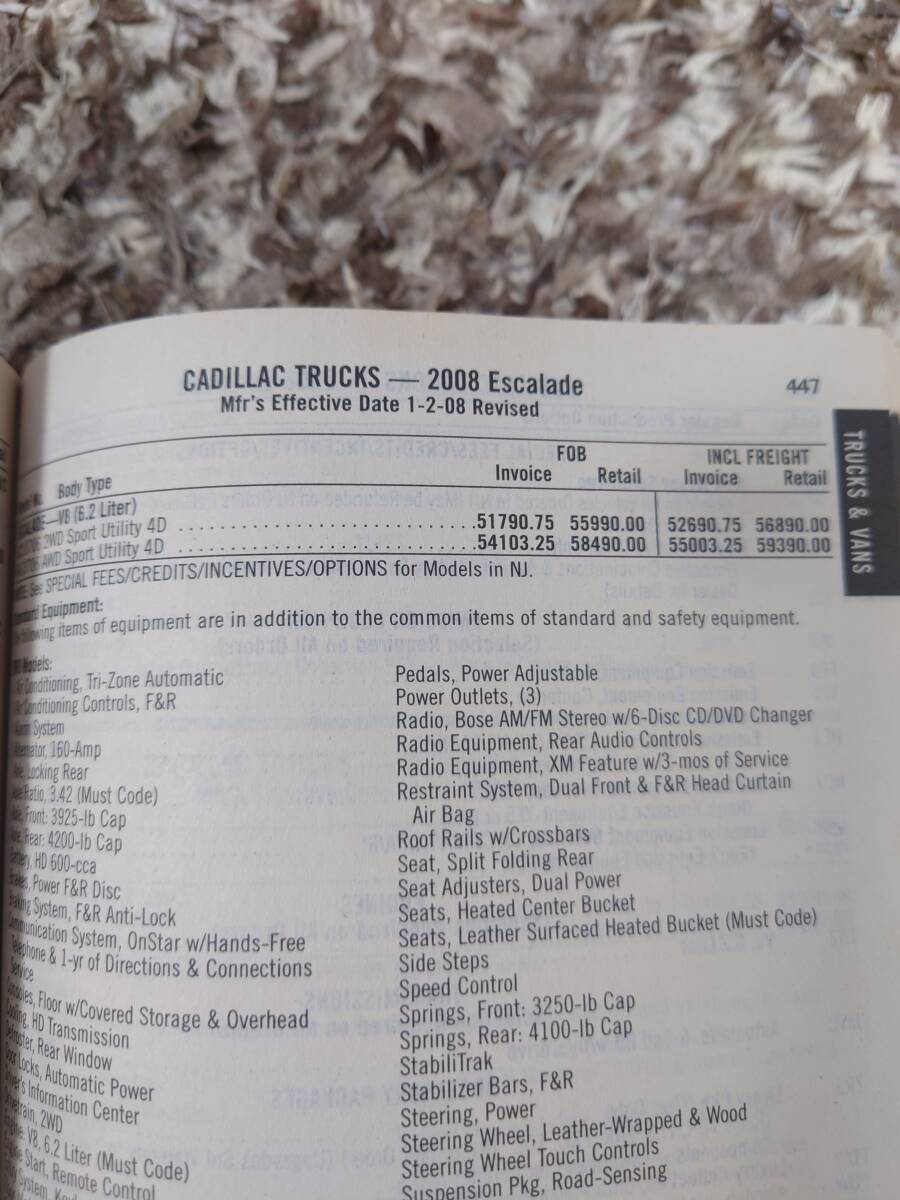 CADILLAC TRUCKS — 2008 Escalade
447
Mfr's Effective Date 1-2-08 Revised
TRUCKS & VANS
FOB
INCL FREIGHT
Body Type Invoice Retail Invoice Retail
V8 (6.2 Liter)
2WD Sport Utility 4D 51790.75 55990.00 52690.75 56890.00
AWD Sport Utility 4D 54103.25 58490.00 55003.25 59390.00
See SPECIAL FEES/CREDITS/INCENTIVES/OPTIONS for Models in NJ.
Equipment:
items of equipment are in addition to the common items of standard and safety equipment.
Models:
Conditioning, Tri-Zone Automatic
Conditioning Controls, F&R
System
160-Amp
Locking Rear
Ratio, 3.42 (Must Code)
Front: 3925-lb Cap
Rear: 4200-lb Cap
HD 600-cca
Power F&R Disc
System, F&R Anti-Lock
System, OnStar w/Hands-Free
& 1-yr of Directions & Connections
Floor w/Covered Storage & Overhead
HD Transmission
Rear Window
Locks, Automatic Power
Information Center
2WD
V8, 6.2 Liter (Must Code)
Start, Remote Control
Pedals, Power Adjustable
Power Outlets, (3)
Radio, Bose AM/FM Stereo w/6-Disc CD/DVD Changer
Radio Equipment, Rear Audio Controls
Radio Equipment, XM Feature w/3-mos of Service
Restraint System, Dual Front & F&R Head Curtain
Air Bag
Roof Rails w/Crossbars
Seat, Split Folding Rear
Seat Adjusters, Dual Power
Seats, Heated Center Bucket
Seats, Leather Surfaced Heated Bucket (Must Code)
Side Steps
Speed Control
Springs, Front: 3250-lb Cap
Springs, Rear: 4100-lb Cap
StabiliTrak
Stabilizer Bars, F&R
Steering, Power
Steering Wheel, Leather-Wrapped & Wood
Steering Wheel Touch Controls
Suspension Pkg, Road-Sensing